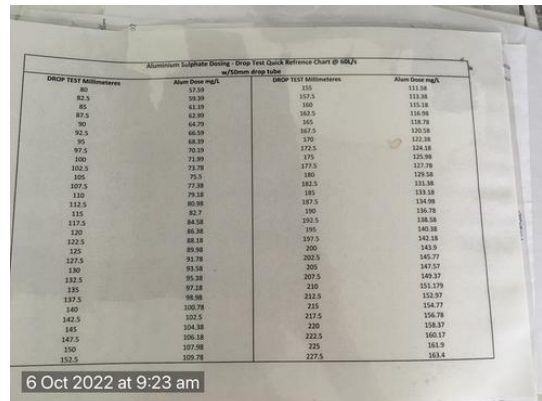 Aluminium Sulphate Dosing - Drop Test Quick Refrence Chart @ 60L/s
w/50mm drop tube
DROP TEST Millimeteres Alum Dose mg/L DROP TEST Millimeteres Alum Dose mg/L
80 57.59 155 111.58
82.5 59.39 157.5 113.38
85 61.19 160 115.18
87.5 62.99 162.5 116.98
90 64.79 165 118.78
92.5 66.59 167.5 120.58
95 68.39 170 122.38
97.5 70.19 172.5 124.18
100 71.99 175 125.98
102.5 73.78 177.5 127.78
105 75.5 180 129.58
107.5 77.38 182.5 131.38
110 79.18 185 133.18
112.5 80.98 187.5 134.98
115 82.7 190 136.78
117.5 84.58 192.5 138.58
120 86.38 195 140.38
122.5 88.18 197.5 142.18
125 89.98 200 143.9
127.5 91.78 202.5 145.77
130 93.58 205 147.57
132.5 95.38 207.5 149.37
135 97.18 210 151.179
137.5 98.98 212.5 152.97
140 100.78 215 154.77
142.5 102.5 217.5 156.78
145 104.38 220 158.37
147.5 106.18 222.5 160.17
150 107.98 225 161.9
152.5 109.78 227.5 163.4
6 Oct 2022 at 9:23 am